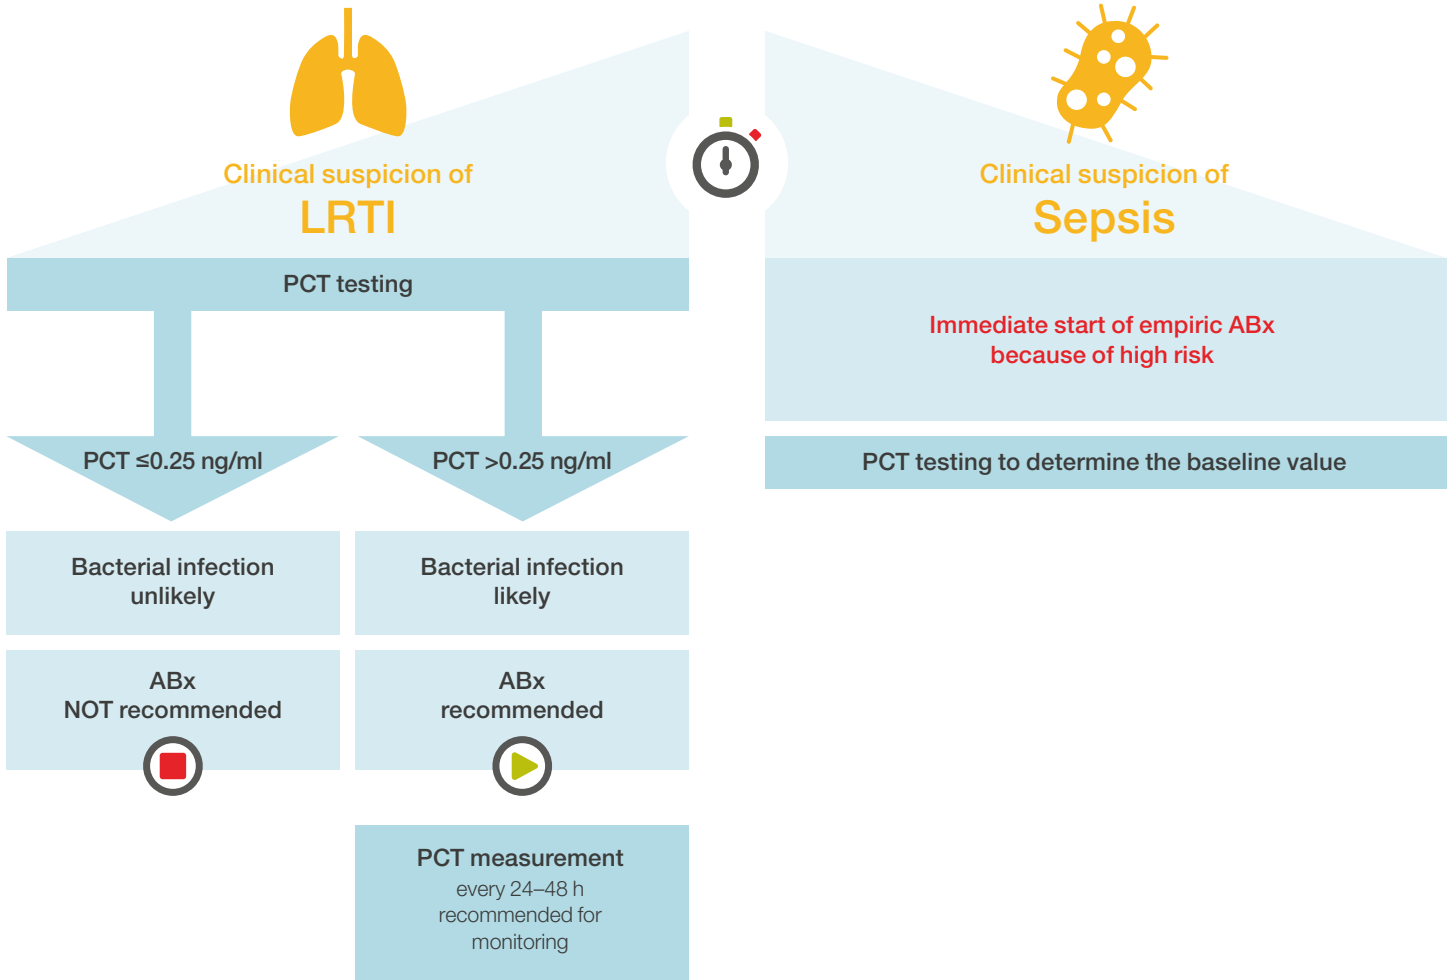 Clinical suspicion of
LRTI
PCT testing
PCT ≤0.25 ng/ml
PCT >0.25 ng/ml
Bacterial infection
unlikely
Bacterial infection
likely
ABx
NOT recommended
ABx
recommended
PCT measurement
every 24–48 h
recommended for
monitoring
Clinical suspicion of
Sepsis
Immediate start of empiric ABx
because of high risk
PCT testing to determine the baseline value